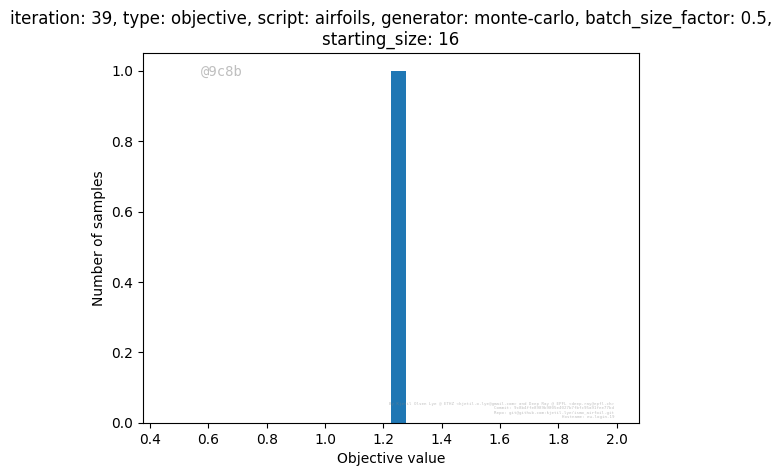 iteration: 39, type: objective, script: airfoils, generator: monte-carlo, batch_size_factor: 0.5,
starting_size: 16
@9c8b
1.0
0.8
0.6
0.4
0.2
0.0
Number of samples
0.4 0.6 0.8 1.0 1.2 1.4 1.6 1.8 2.0
Objective value